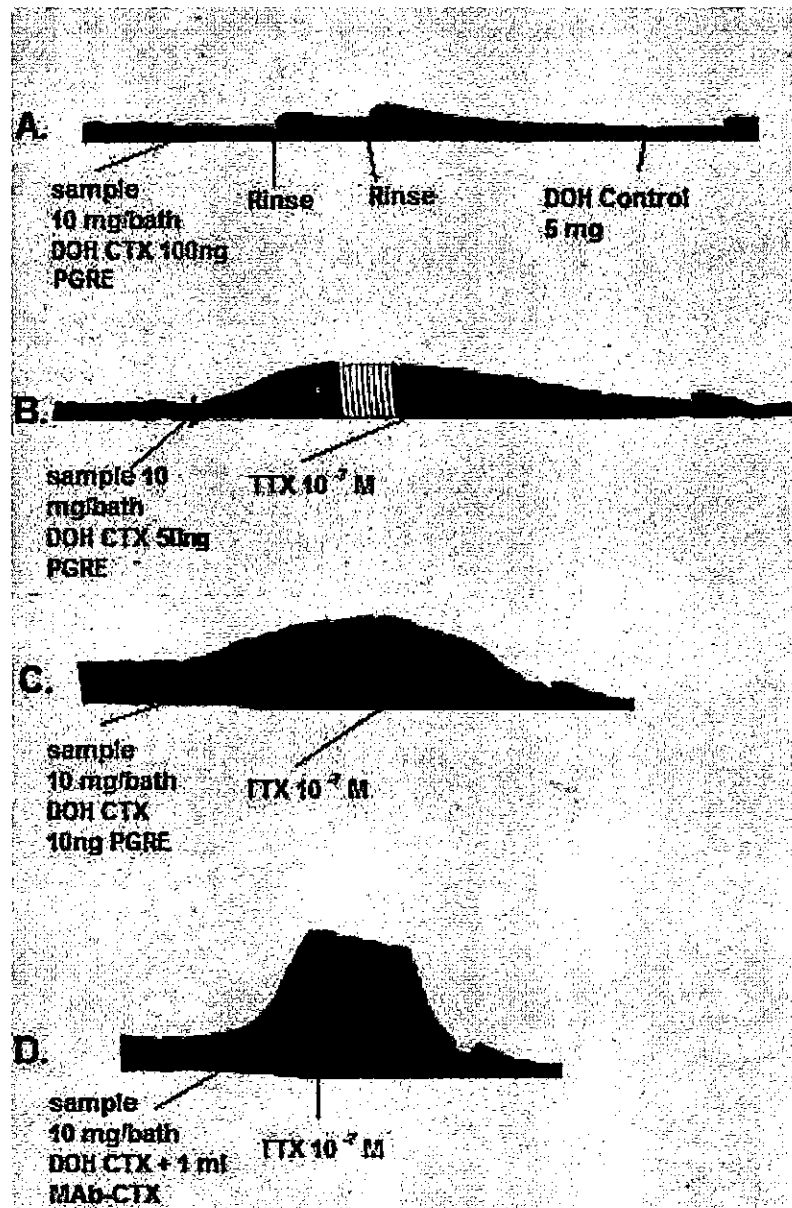 A.
sample
10 mg/bath
DOH CTX 100ng
PGRE
Rinse
Rinse
DOH Control
5 mg
B.
sample 10
mg/bath
DOH CTX 50ng
PGRE
TTX 10⁻⁷ M
C.
sample
10 mg/bath
DOH CTX
10ng PGRE
TTX 10⁻⁷ M
D.
sample
10 mg/bath
DOH CTX + 1 ml
MAb-CTX
TTX 10⁻⁷ M